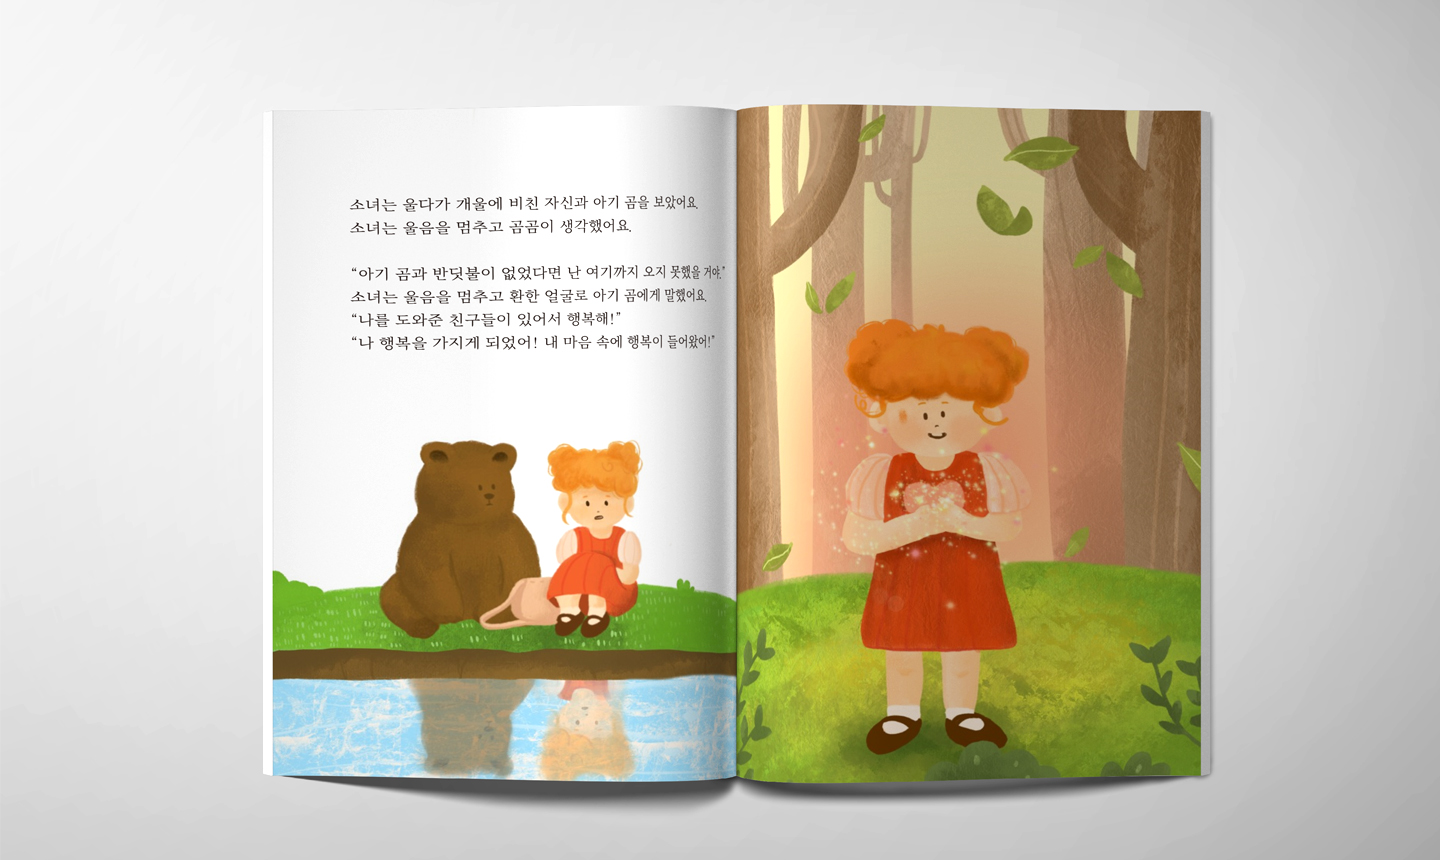 소녀는 울다가 개울에 비친 자신과 아기 곰을 보았어요.
소녀는 울음을 멈추고 곰곰이 생각했어요.
“아기 곰과 반딧불이 없었다면 난 여기까지 오지 못했을 거야.”
소녀는 울음을 멈추고 환한 얼굴로 아기 곰에게 말했어요.
“나를 도와준 친구들이 있어서 행복해!”
“나 행복을 가지게 되었어! 내 마음 속에 행복이 들어왔어!”